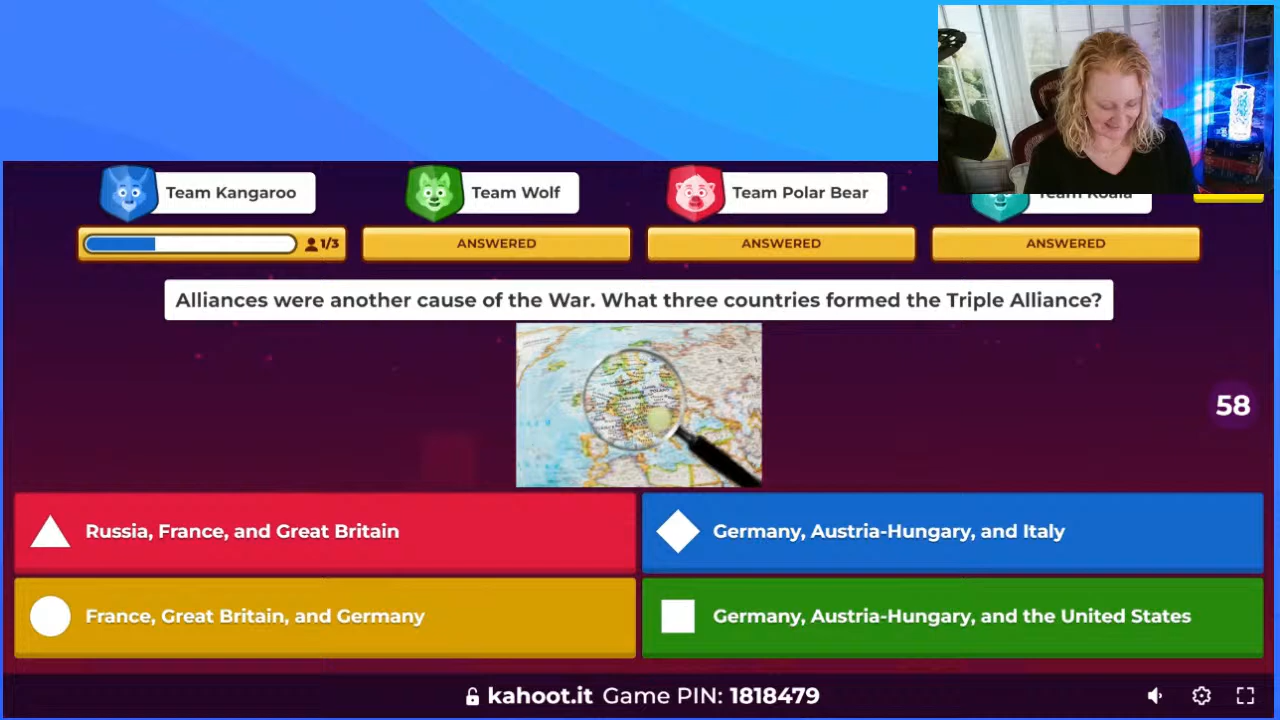 Team Kangaroo
Team Wolf
Team Polar Bear
Team Koala
1/3
ANSWERED
ANSWERED
ANSWERED
Alliances were another cause of the War. What three countries formed the Triple Alliance?
58
Russia, France, and Great Britain
Germany, Austria-Hungary, and Italy
France, Great Britain, and Germany
Germany, Austria-Hungary, and the United States
kahoot.it Game PIN: 1818479